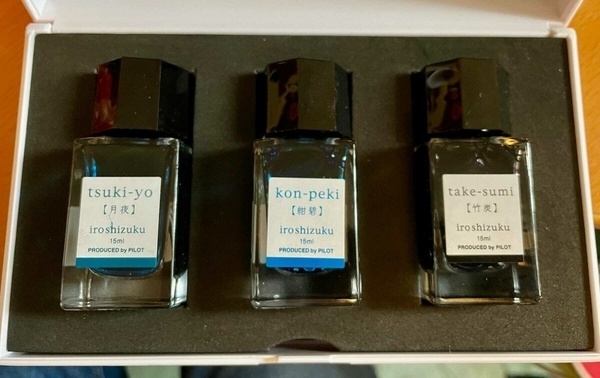 tsuki-yo
【月夜】
iroshizuku
15ml
PRODUCED by PILOT
kon-peki
【紺碧】
iroshizuku
15ml
PRODUCED by PILOT
take-sumi
【竹炭】
iroshizuku
15ml
PRODUCED by PILOT